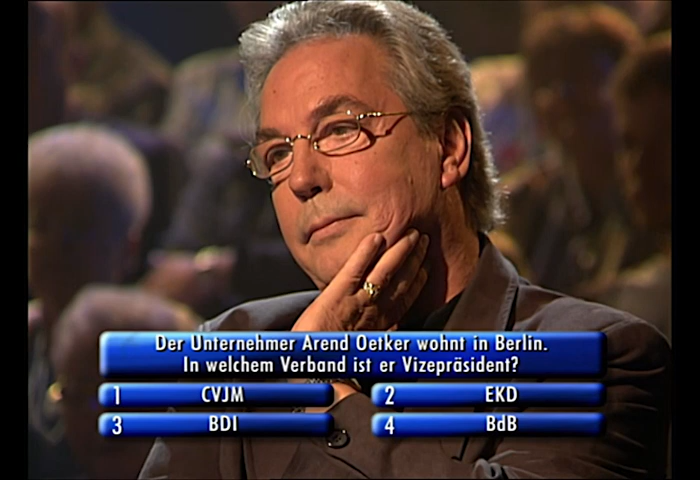 Der Unternehmer Arend Oetker wohnt in Berlin.
In welchem Verband ist er Vizepräsident?
1 CVJM
2 EKD
3 BDI
4 BdB